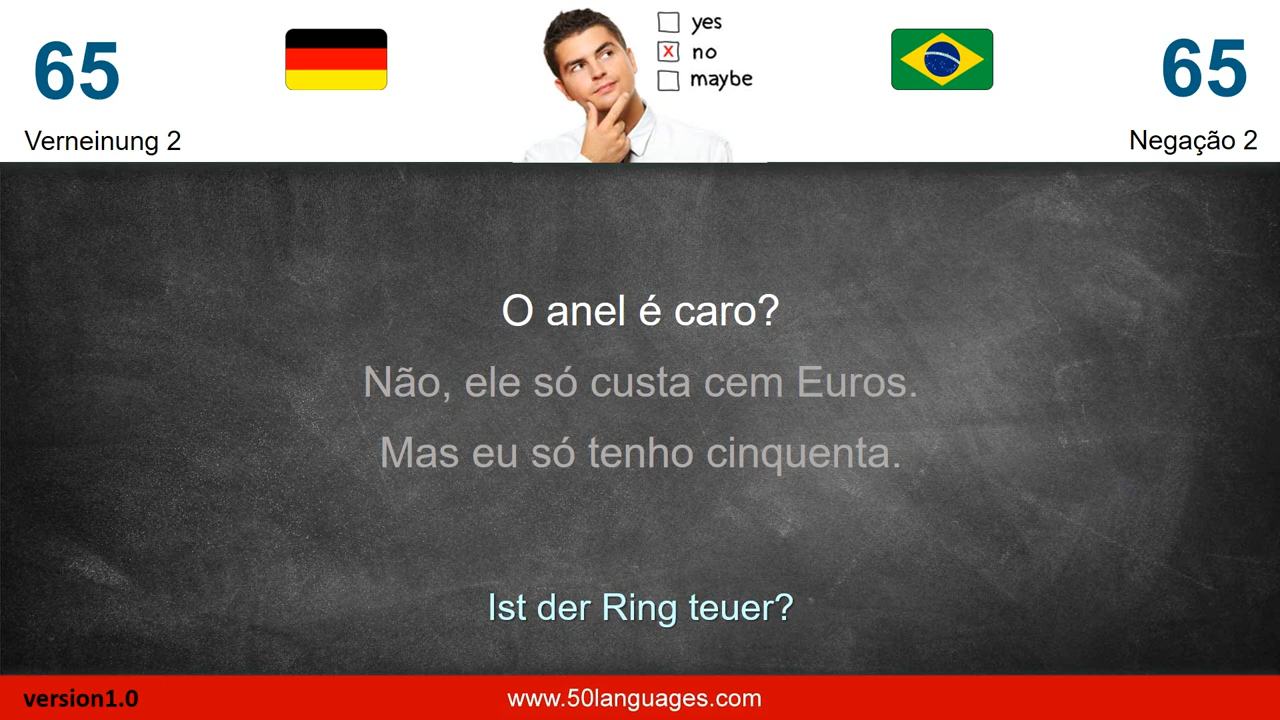 65
yes
no
maybe
65
Verneinung 2
Negação 2
O anel é caro?
Não, ele só custa cem Euros.
Mas eu só tenho cinquenta.
Ist der Ring teuer?
version1.0
www.50languages.com